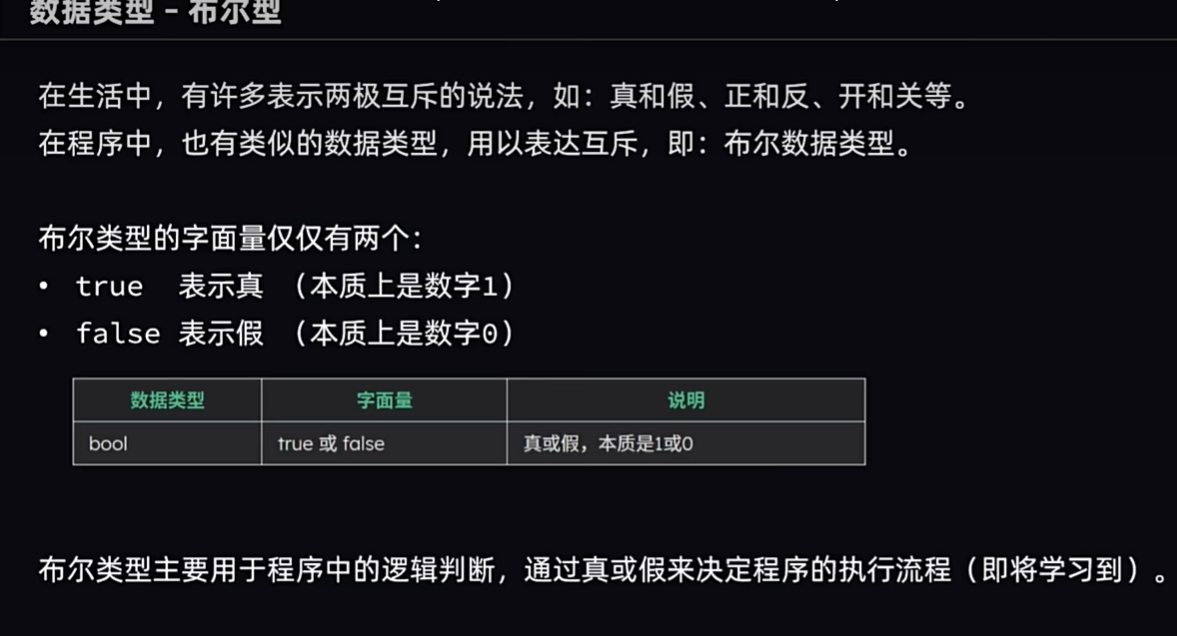 数据类型 – 布尔型
在生活中，有许多表示两极互斥的说法，如：真和假、正和反、开和关等。
在程序中，也有类似的数据类型，用以表达互斥，即：布尔数据类型。
布尔类型的字面量仅仅有两个：
• true 表示真 （本质上是数字1）
• false 表示假 （本质上是数字0）
数据类型 字面量 说明
bool true 或 false 真或假，本质是1或0
布尔类型主要用于程序中的逻辑判断，通过真或假来决定程序的执行流程（即将学习到）。